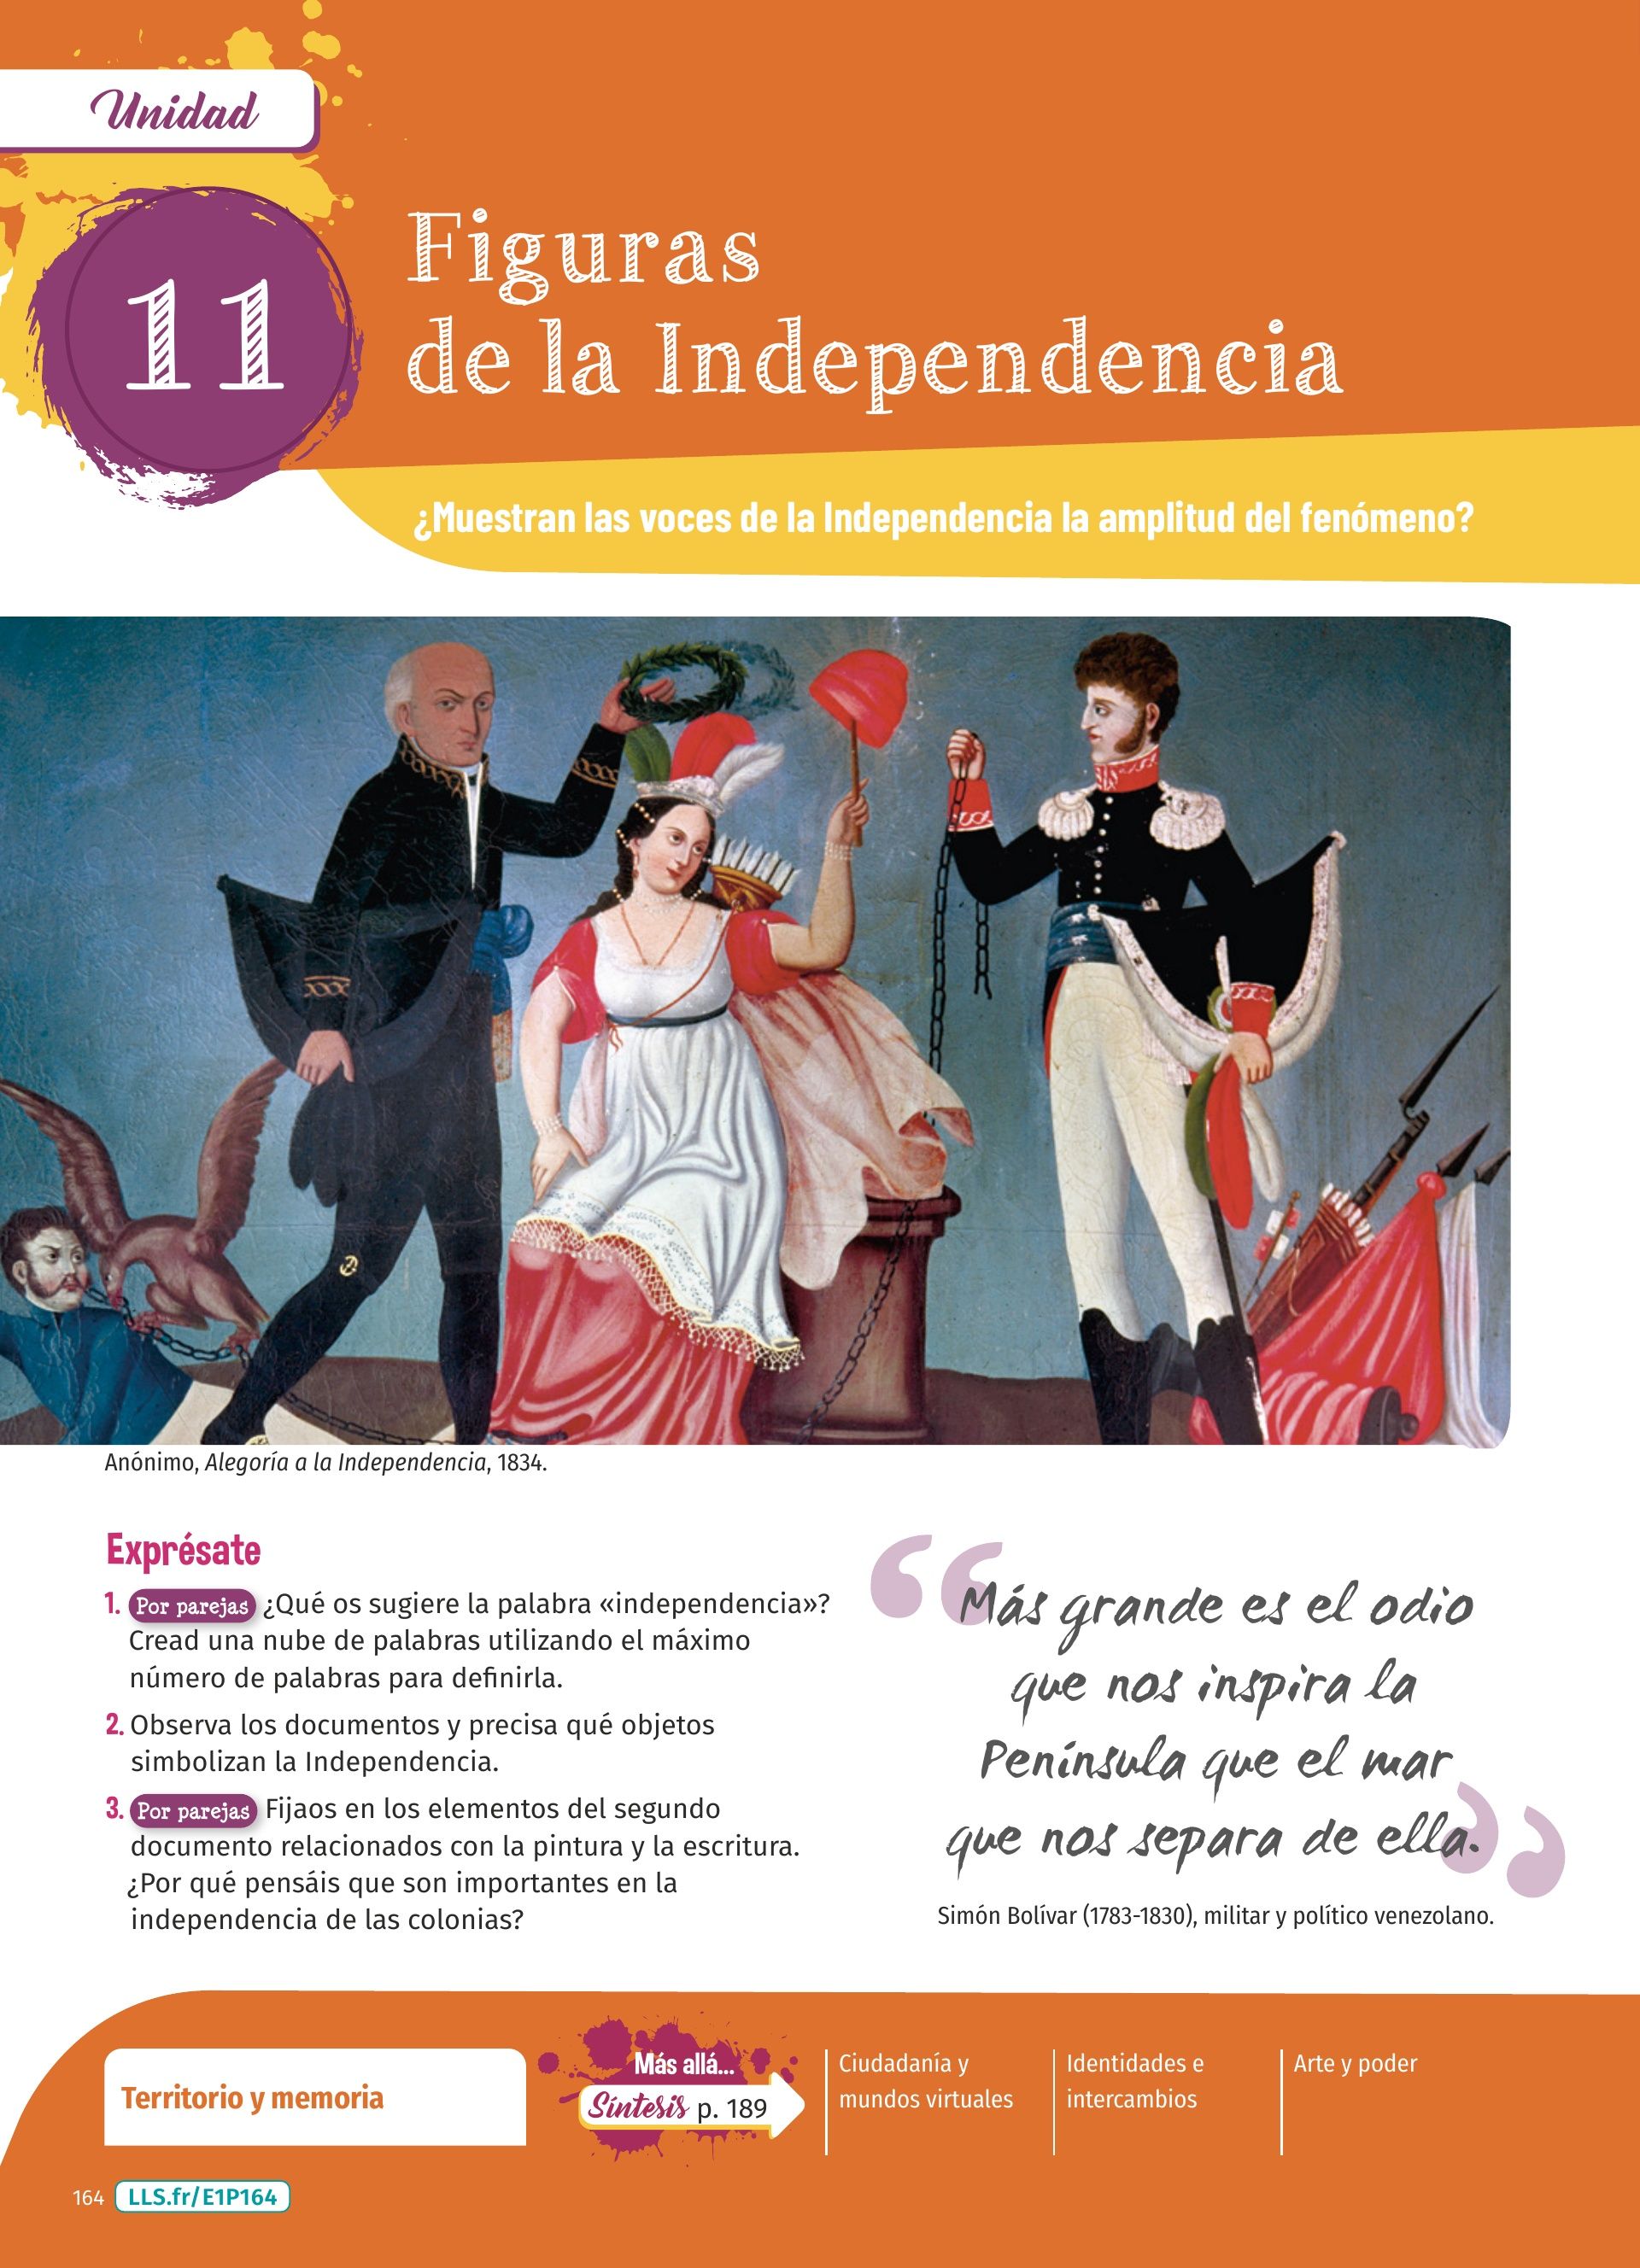 Unidad
11
Figuras
de la Independencia
¿Muestran las voces de la Independencia la amplitud del fenómeno?
Anónimo, Alegoría a la Independencia, 1834.
Exprésate
1. Por parejas ¿Qué os sugiere la palabra «independencia»?
Cread una nube de palabras utilizando el máximo
número de palabras para definirla.
2. Observa los documentos y precisa qué objetos
simbolizan la Independencia.
3. Por parejas Fijaos en los elementos del segundo
documento relacionados con la pintura y la escritura.
¿Por qué pensáis que son importantes en la
independencia de las colonias?
“Más grande es el odio
que nos inspira la
Península que el mar
que nos separa de ella.”
Simón Bolívar (1783-1830), militar y político venezolano.
Territorio y memoria
Más allá...
Síntesis p. 189
Ciudadanía y
mundos virtuales
Identidades e
intercambios
Arte y poder
164 LLS.fr/E1P164